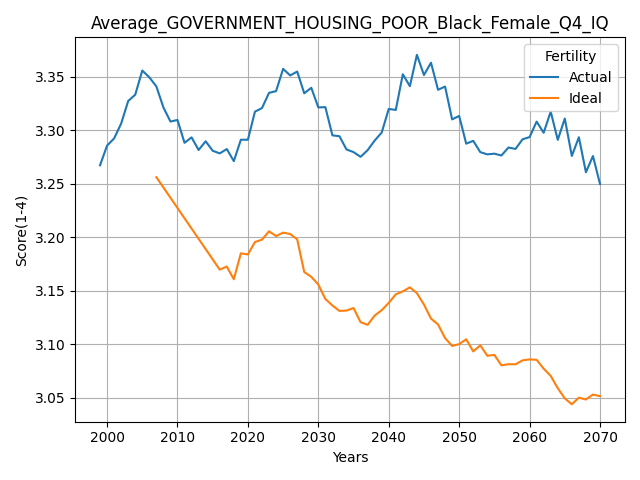 Average_GOVERNMENT_HOUSING_POOR_Black_Female_Q4_IQ
Fertility
Actual
Ideal
Score(1-4)
3.35
3.30
3.25
3.20
3.15
3.10
3.05
2000 2010 2020 2030 2040 2050 2060 2070
Years